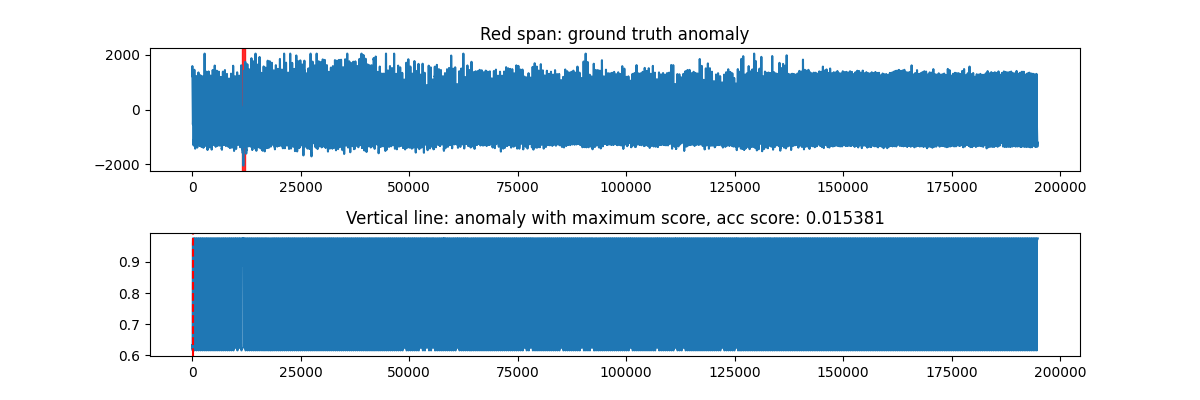 Red span: ground truth anomaly
2000
0
−2000
0 25000 50000 75000 100000 125000 150000 175000 200000
Vertical line: anomaly with maximum score, acc score: 0.015381
0.9
0.8
0.7
0.6
0 25000 50000 75000 100000 125000 150000 175000 200000